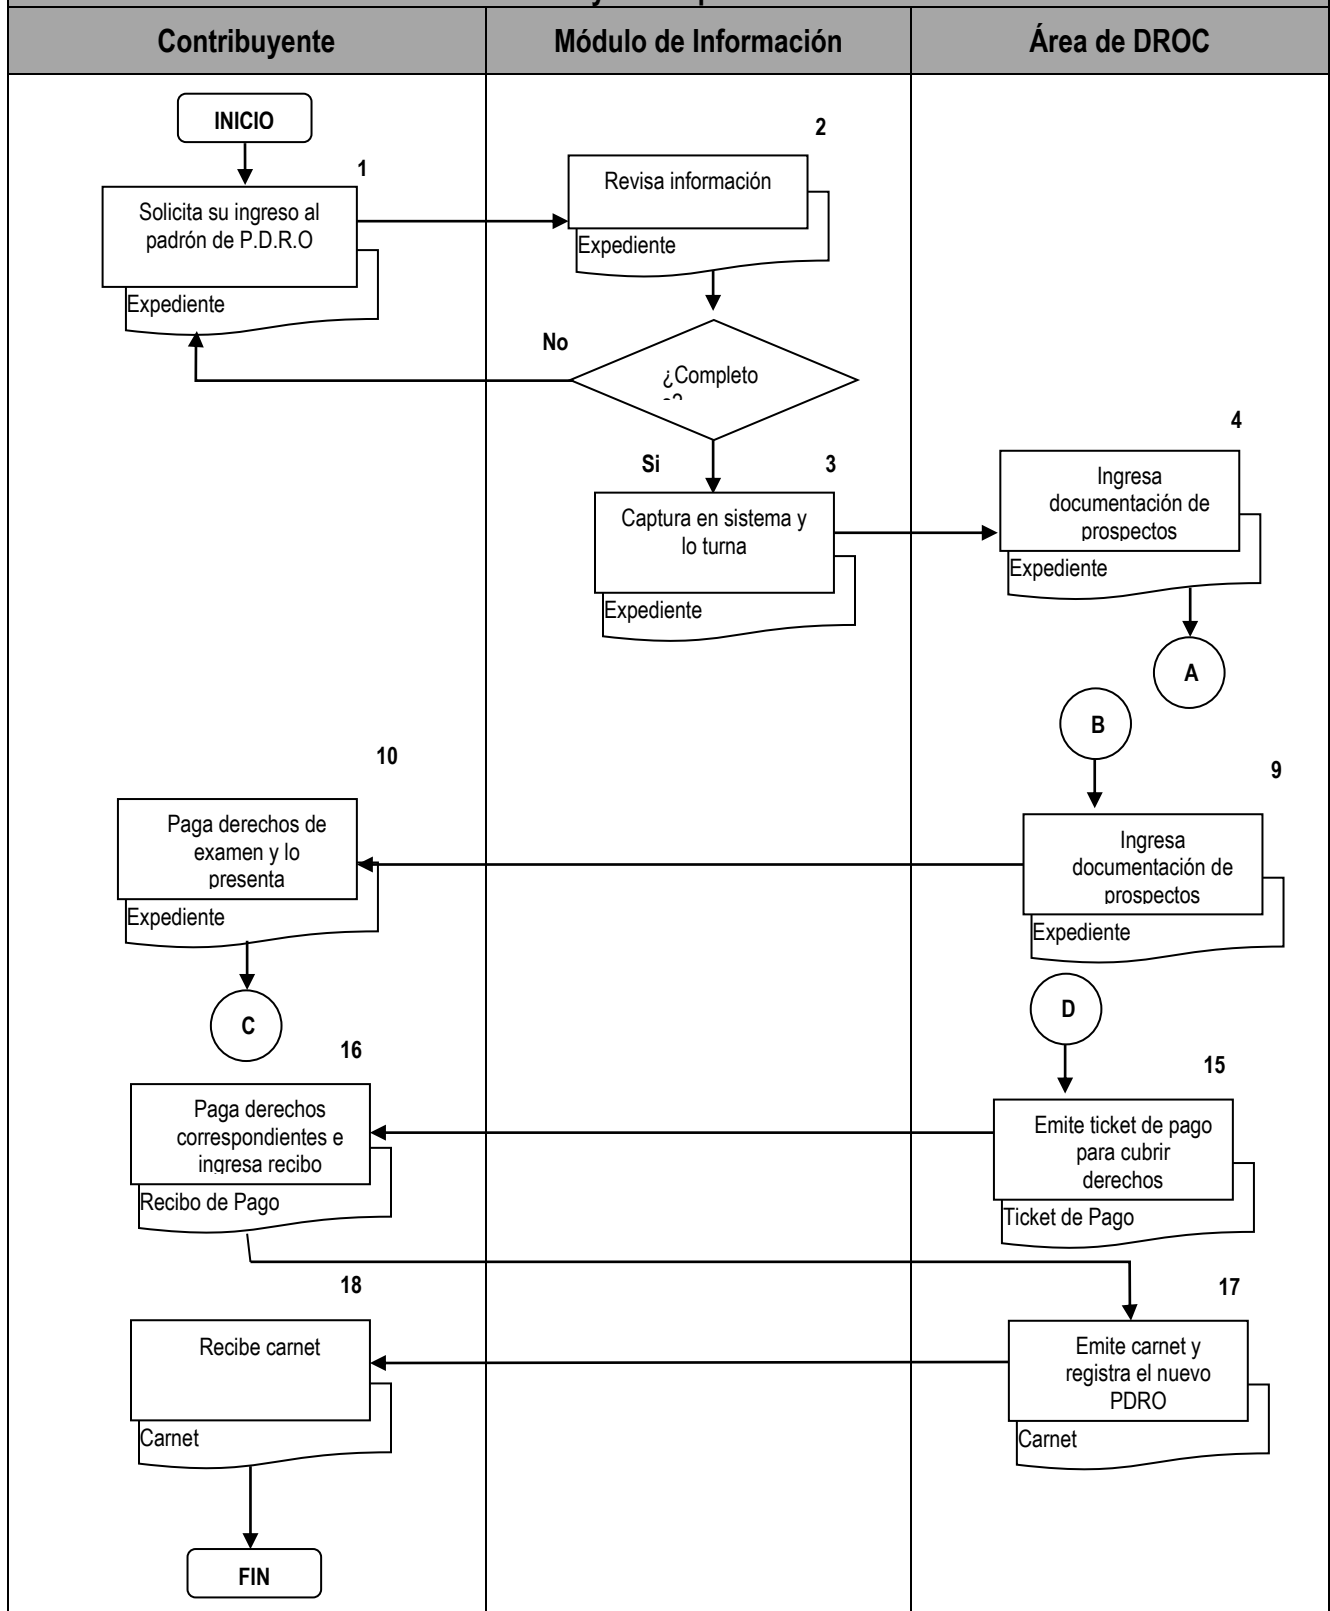 Contribuyente
Módulo de Información
Área de DROC
INICIO
1
Solicita su ingreso al
padrón de P.D.R.O
Expediente
2
Revisa información
Expediente
No
¿Completo
Si
3
Captura en sistema y
lo turna
Expediente
4
Ingresa
documentación de
prospectos
Expediente
A
B
9
Ingresa
documentación de
prospectos
Expediente
10
Paga derechos de
examen y lo
presenta
Expediente
C
D
15
Emite ticket de pago
para cubrir
derechos
Ticket de Pago
16
Paga derechos
correspondientes e
ingresa recibo
Recibo de Pago
17
Emite carnet y
registra el nuevo
PDRO
Carnet
18
Recibe carnet
Carnet
FIN